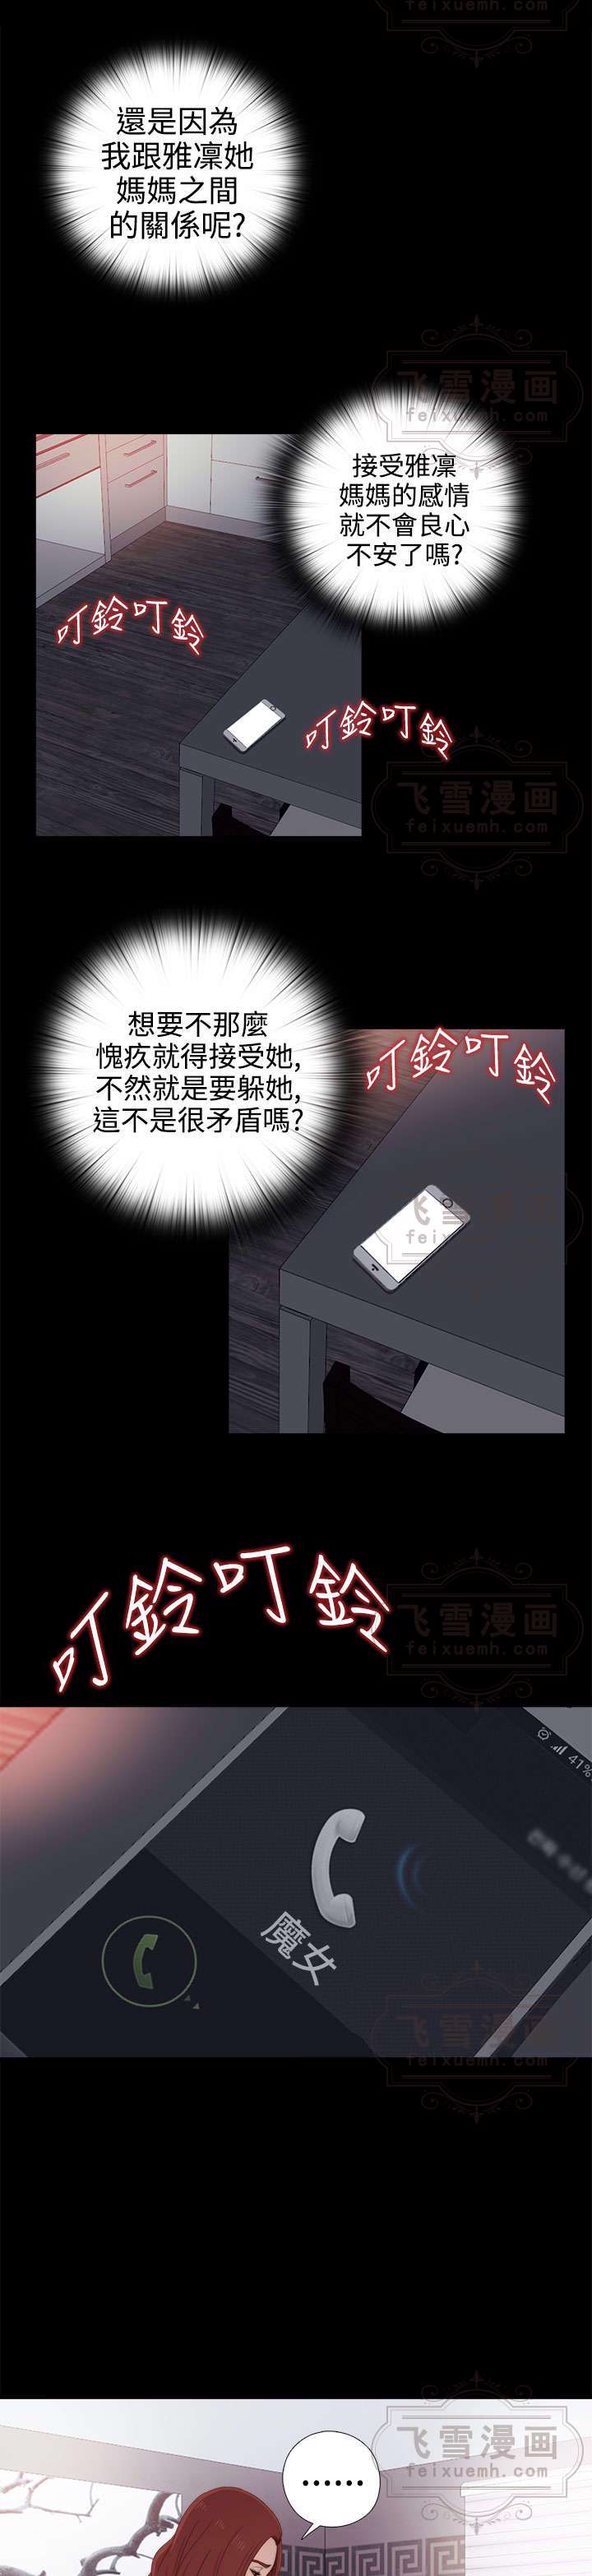 feixuemh.com
還是因為
我跟雅凜她
媽媽之間
的關係呢?
飞雪漫画
feixuemh.com
接受雅凜
媽媽的感情
就不會良心
不安了嗎?
叮鈴叮鈴
叮鈴叮鈴
飞雪漫画
feixuemh.com
想要不那麼
愧疚就得接受她,
不然就是要躲她,
這不是很矛盾嗎?
叮鈴叮鈴
飞雪
feix
叮鈴叮鈴
飞雪漫画
feixuemh.com
41%
魔女
飞雪漫画
feixuemh.com
飞雪漫画
feixuemh.com
……